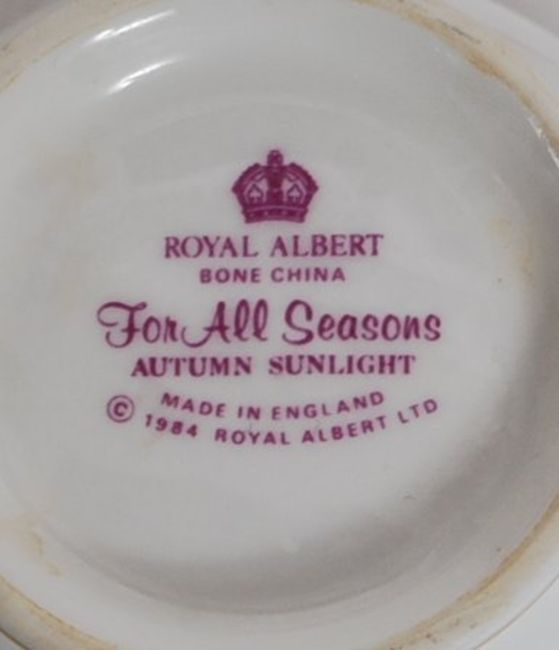 ROYAL ALBERT
BONE CHINA
For All Seasons
AUTUMN SUNLIGHT
MADE IN ENGLAND
© 1984 ROYAL ALBERT LTD